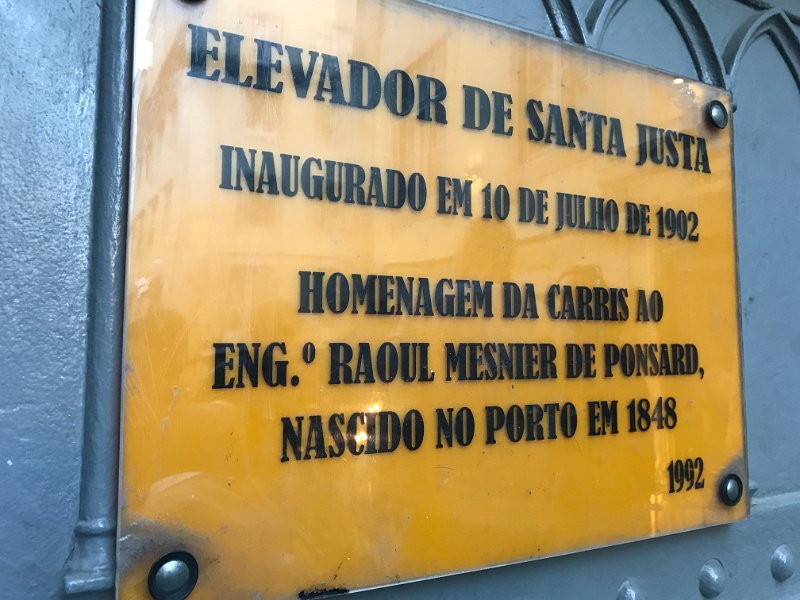 ELEVADOR DE SANTA JUSTA
INAUGURADO EM 10 DE JULHO DE 1902
HOMENAGEM DA CARRIS AO
ENG.º RAOUL MESNIER DE PONSARD,
NASCIDO NO PORTO EM 1848
1992